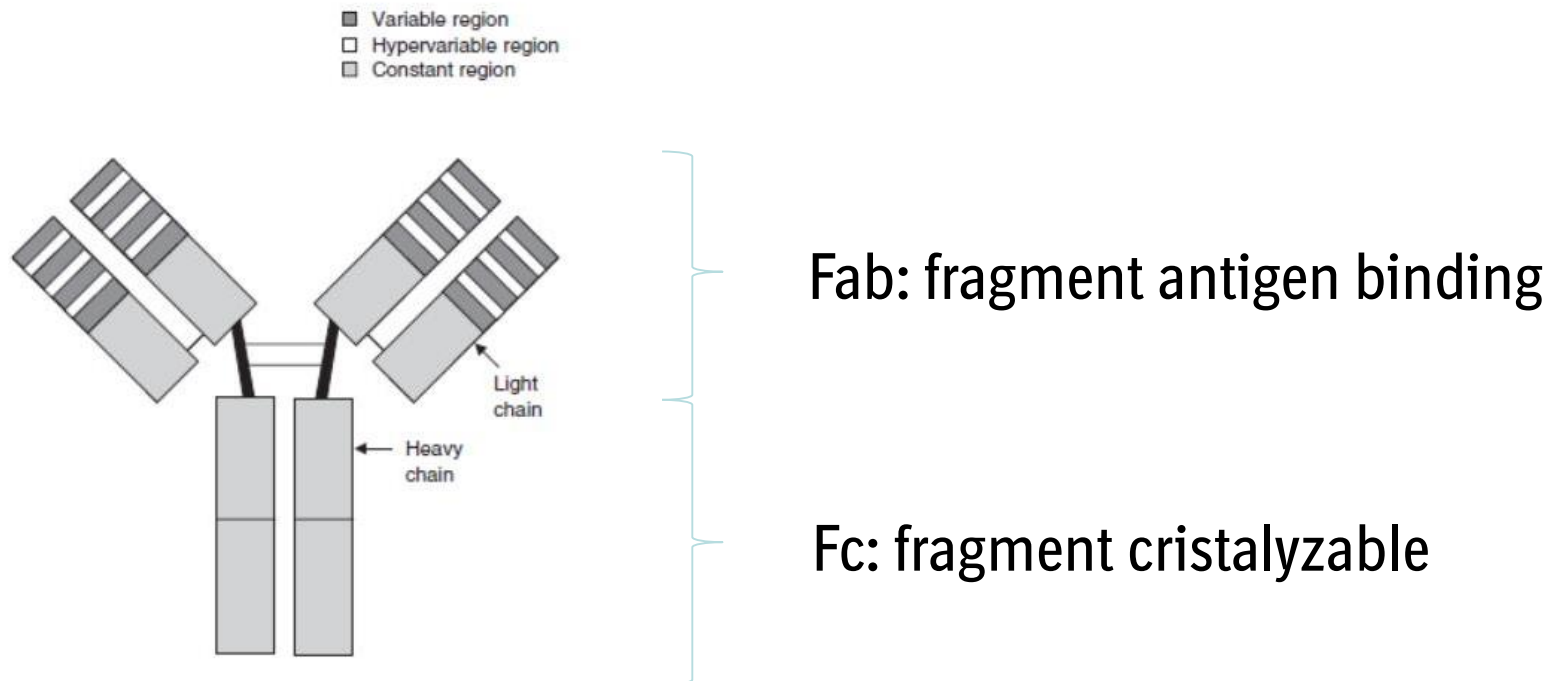 Variable region
Hypervariable region
Constant region
Fab: fragment antigen binding
Light
chain
Heavy
chain
Fc: fragment cristalyzable